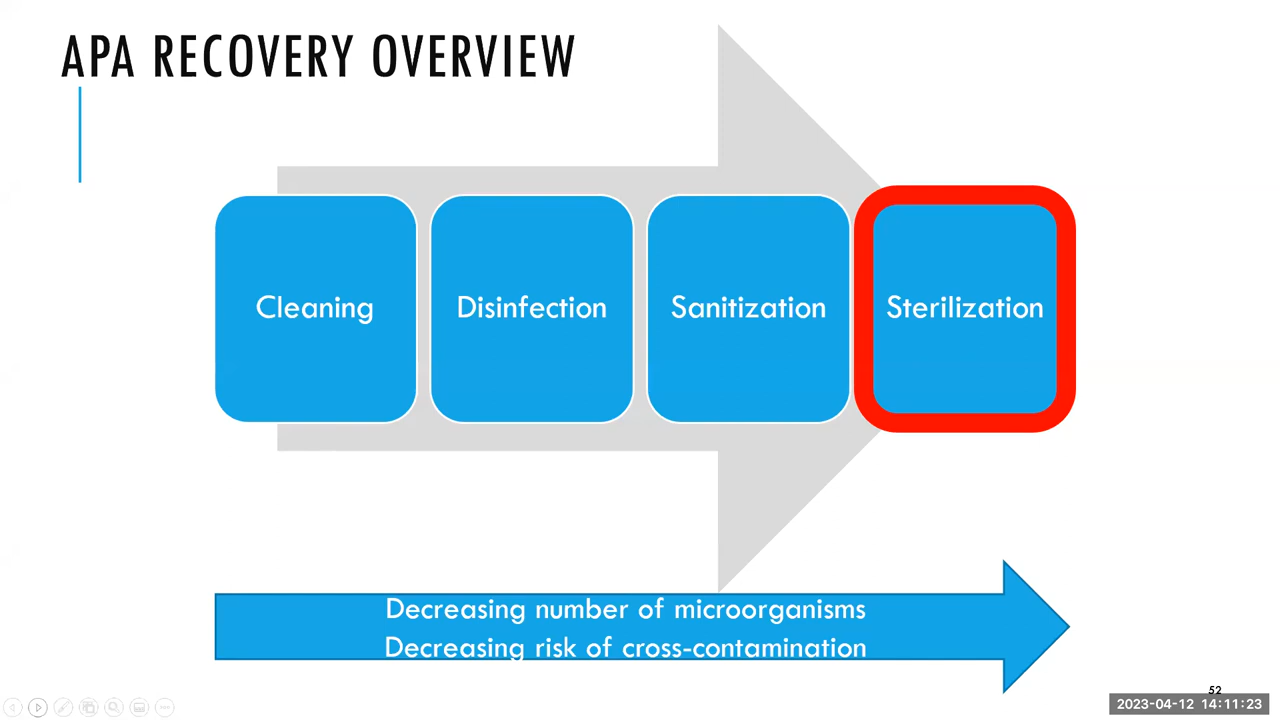 APA RECOVERY OVERVIEW
Cleaning
Disinfection
Sanitization
Sterilization
Decreasing number of microorganisms
Decreasing risk of cross-contamination
52
2023-04-12 14:11:23